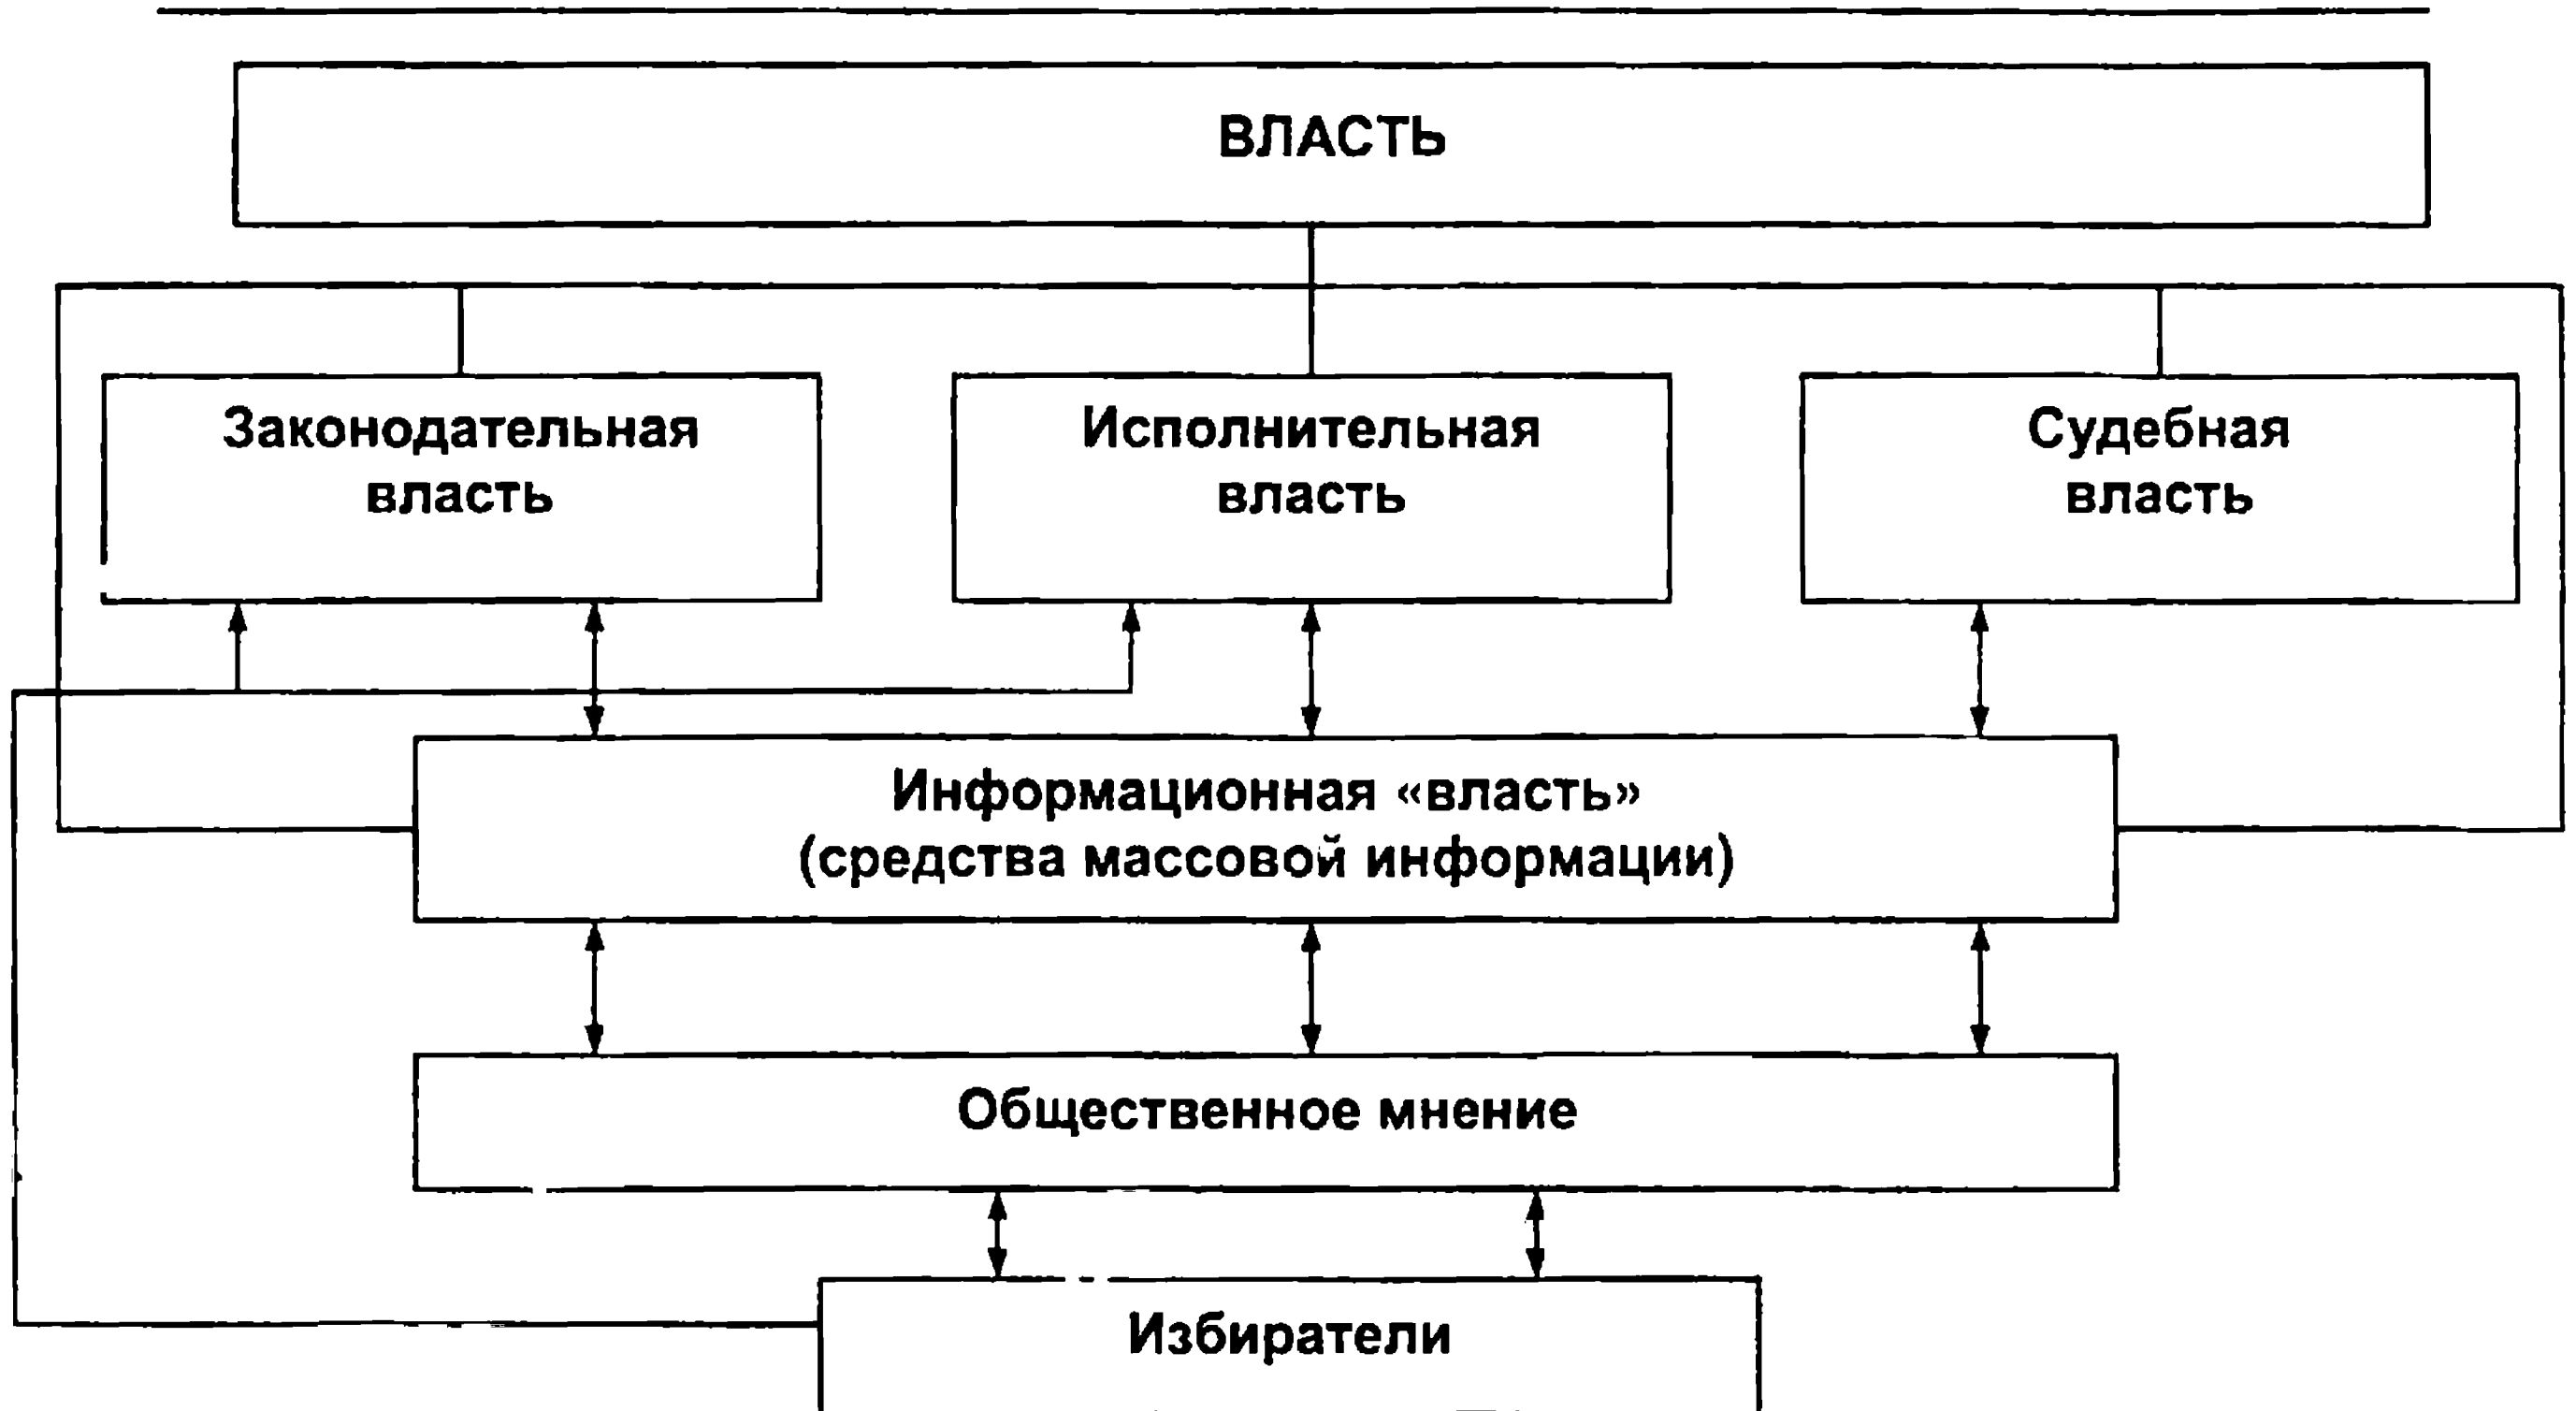 ВЛАСТЬ
Законодательная
власть
Исполнительная
власть
Судебная
власть
Информационная «власть»
(средства массовой информации)
Общественное мнение
Избиратели